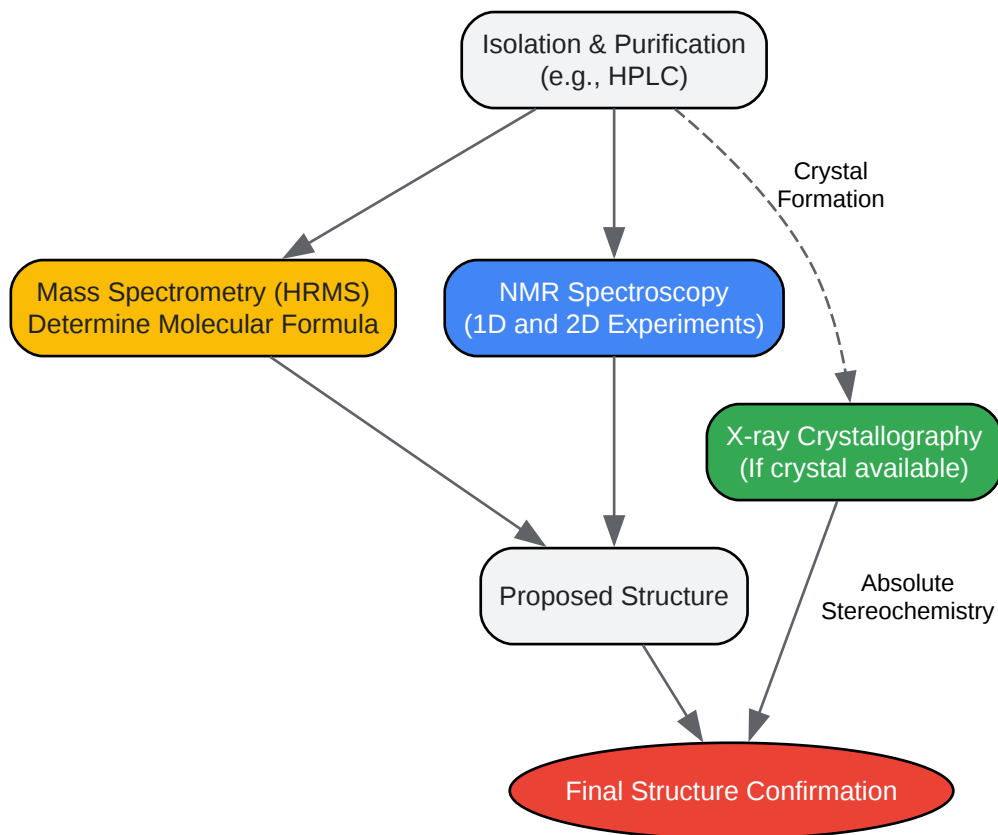 Isolation & Purification
(e.g., HPLC)
Crystal
Formation
Mass Spectrometry (HRMS)
Determine Molecular Formula
NMR Spectroscopy
(1D and 2D Experiments)
X-ray Crystallography
(If crystal available)
Proposed Structure
Absolute
Stereochemistry
Final Structure Confirmation